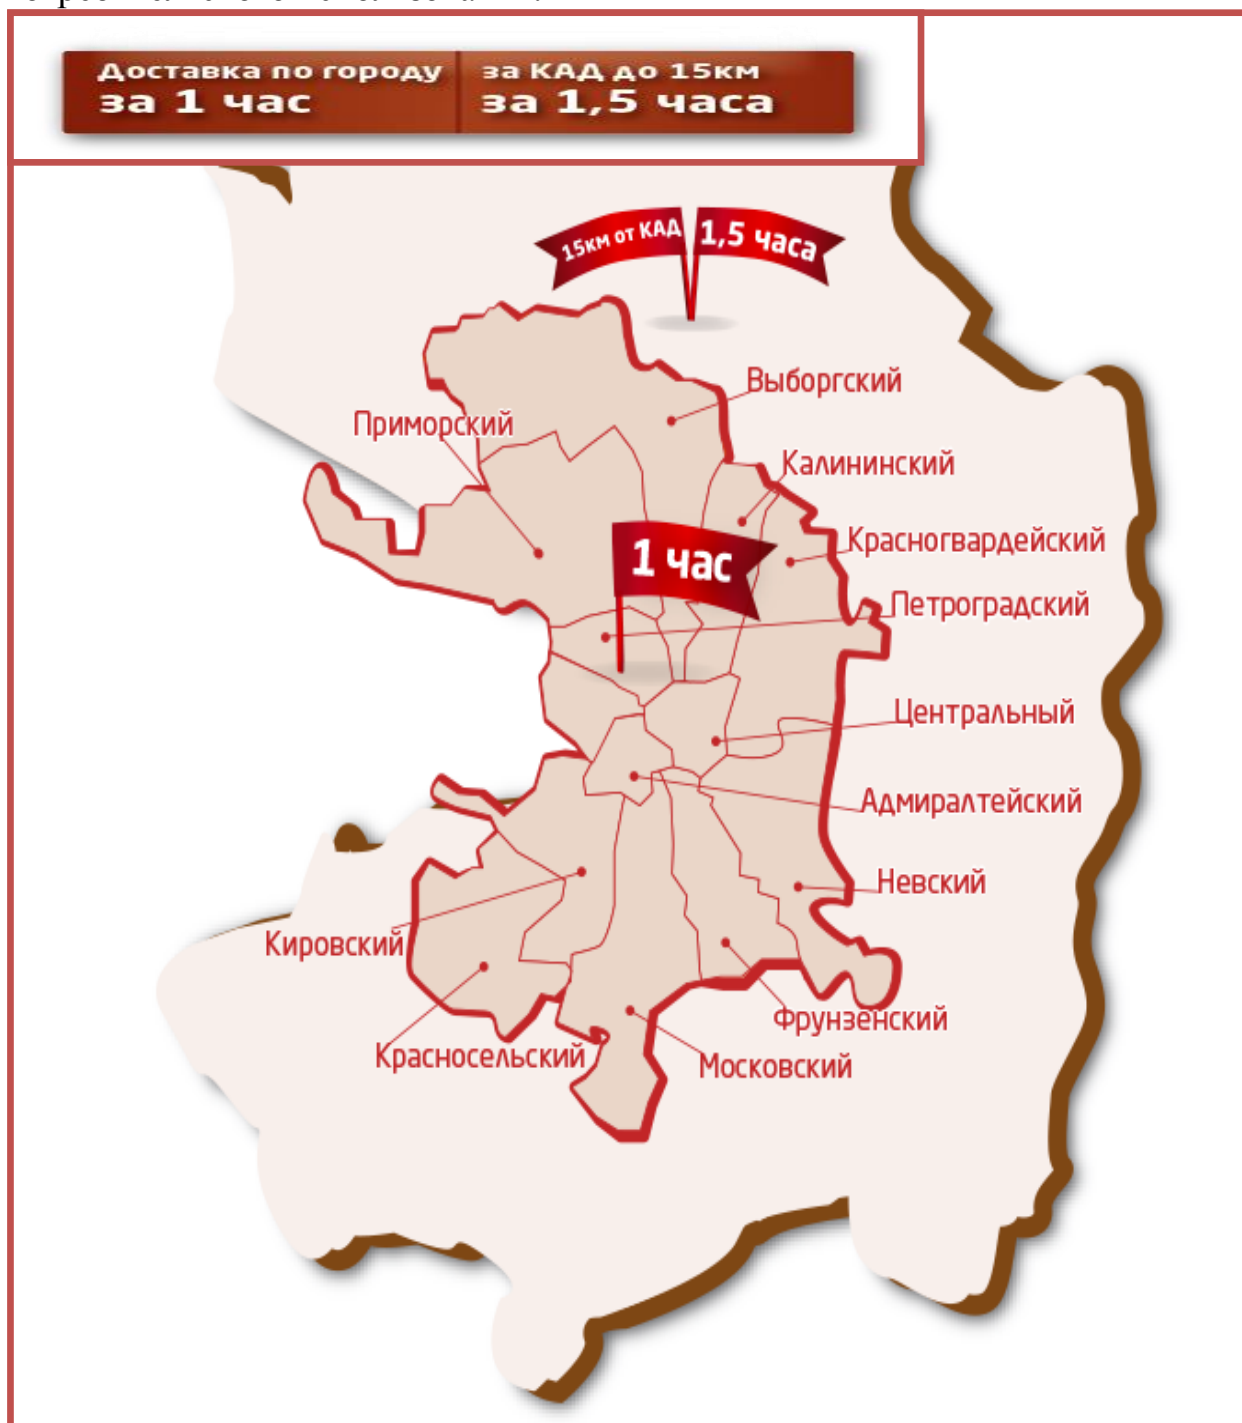 Доставка по городу
за 1 час
за КАД до 15км
за 1,5 часа
15км от КАД
1,5 часа
Выборгский
Приморский
Калининский
Красногвардейский
1 час
Петроградский
Центральный
Адмиралтейский
Невский
Кировский
Фрунзенский
Красносельский
Московский